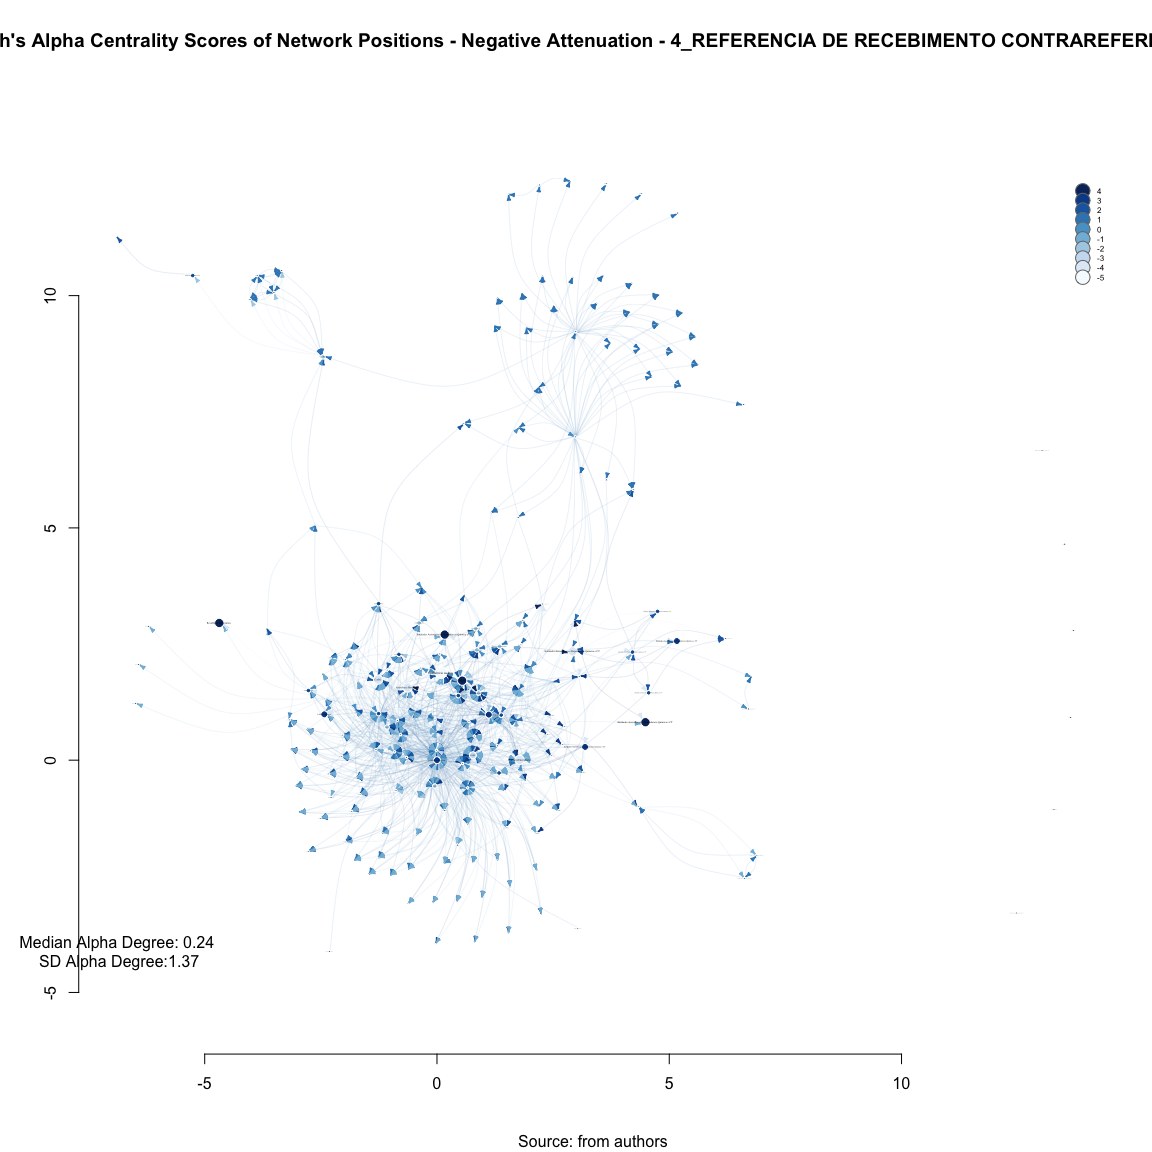 h's Alpha Centrality Scores of Network Positions - Negative Attenuation - 4_REFERENCIA DE RECEBIMENTO CONTRAREFERI
4
3
2
1
0
-1
-2
-3
-4
-5
10
5
0
-5
Median Alpha Degree: 0.24
SD Alpha Degree:1.37
-5 0 5 10
Source: from authors